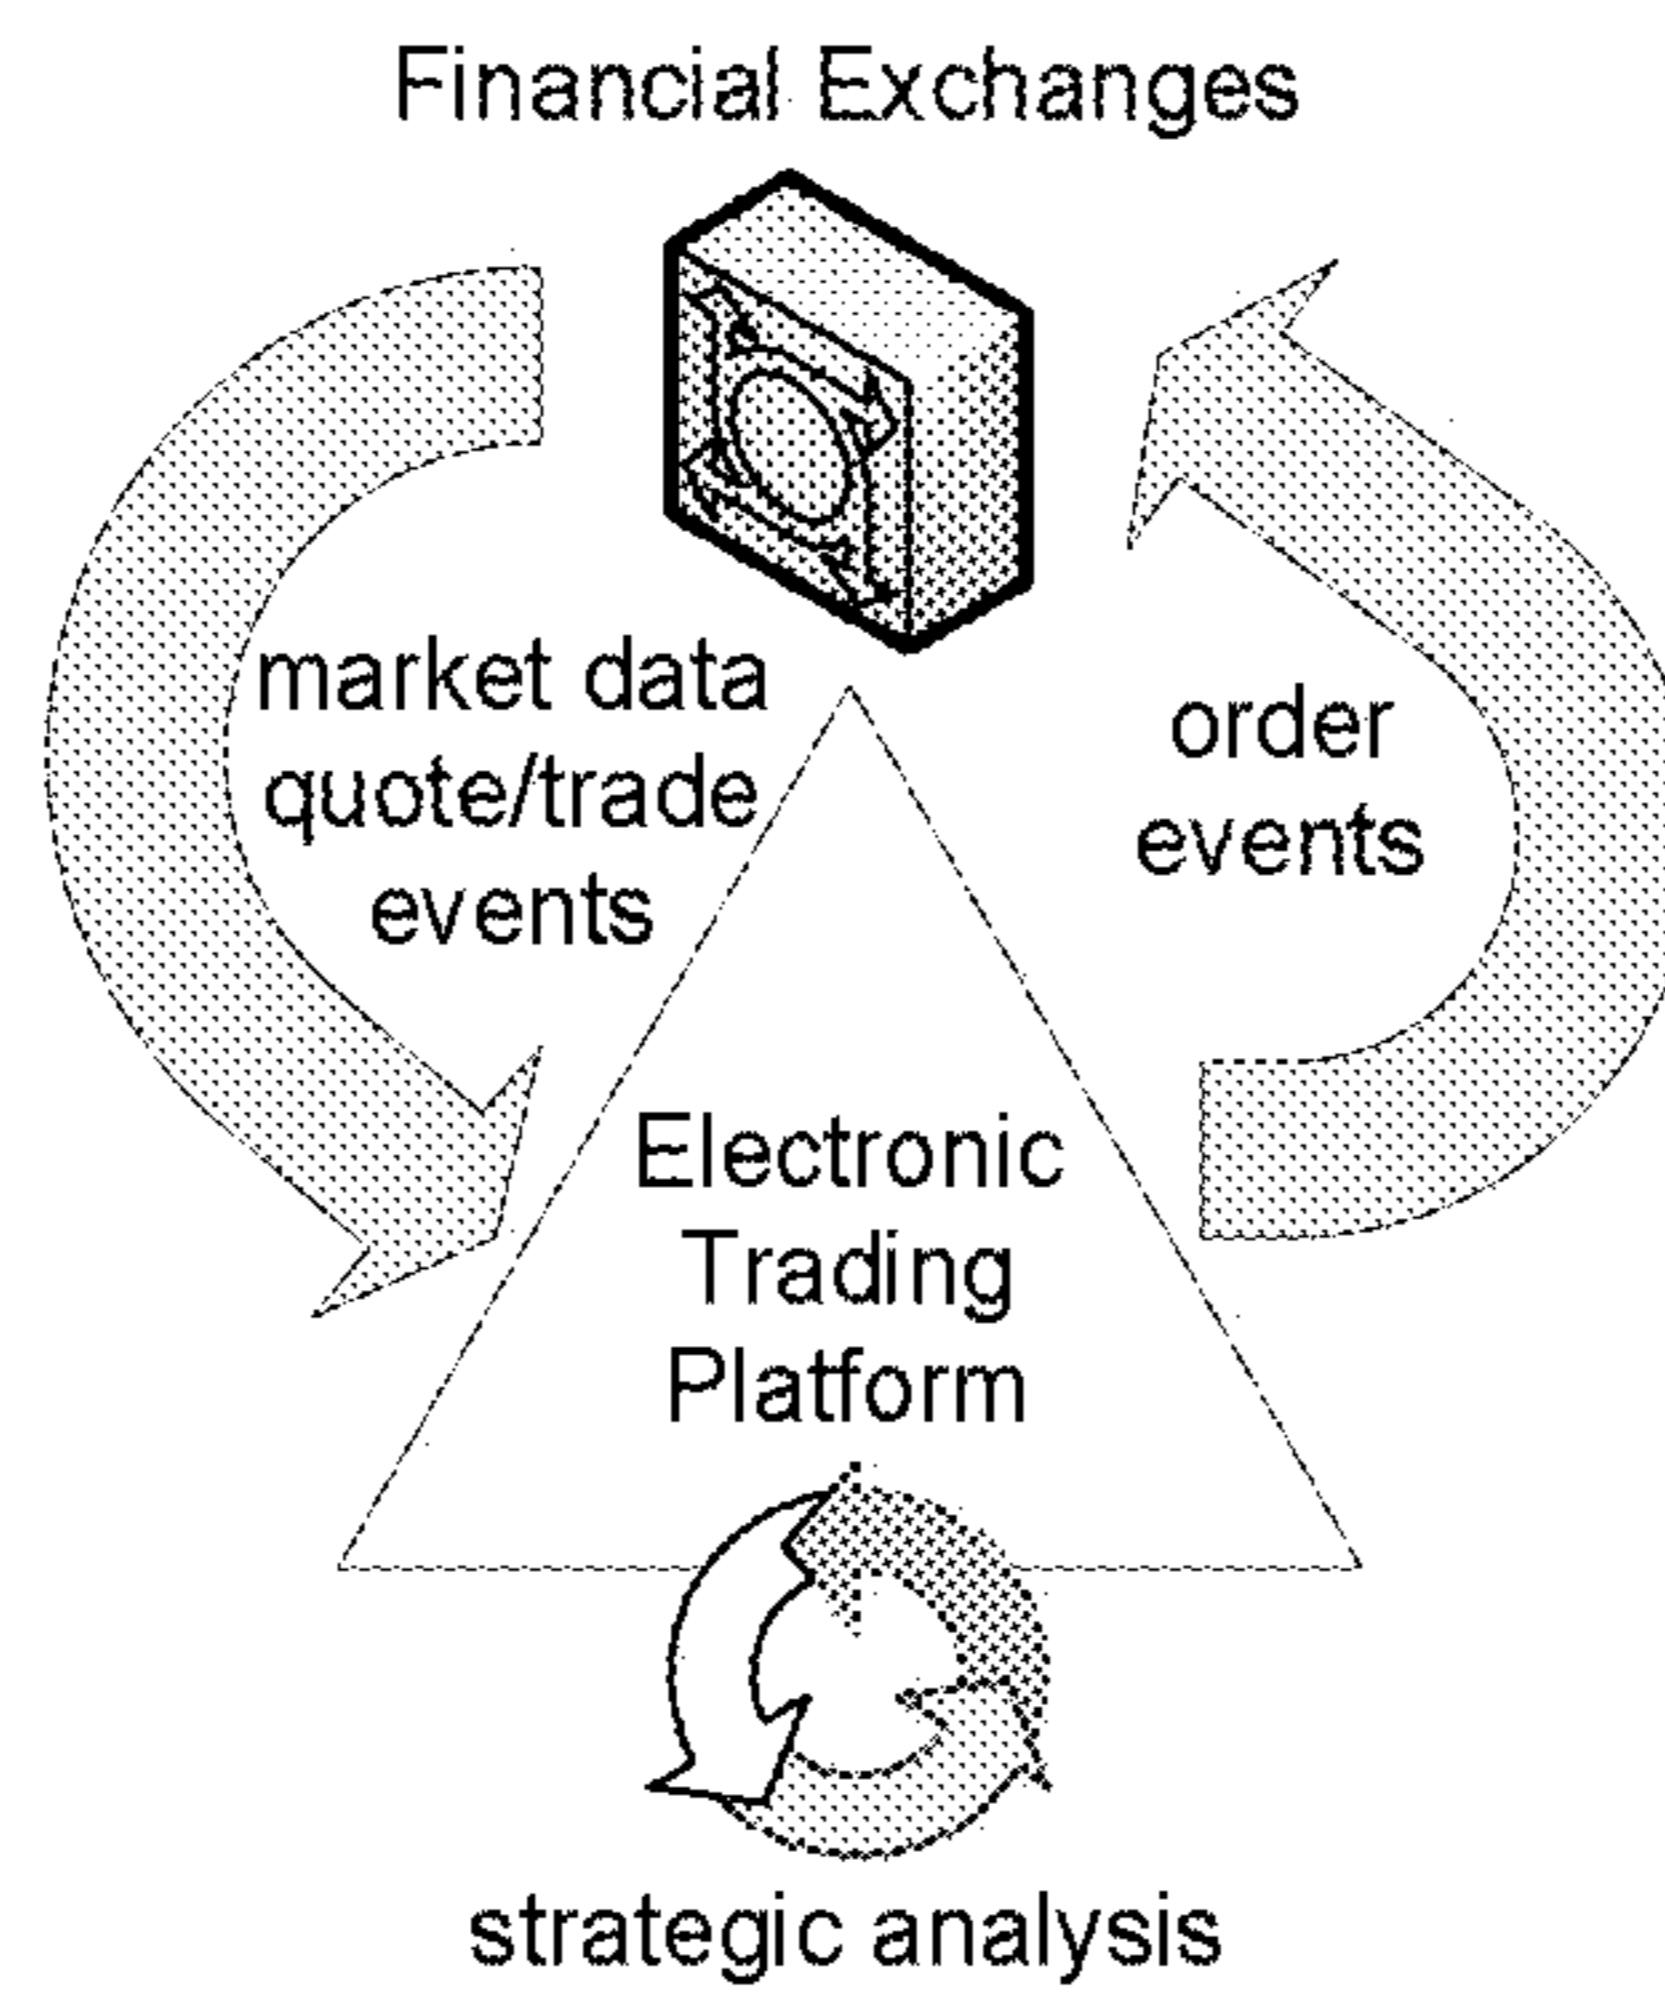 Financial Exchanges
market data
quote/trade
events
order
events
Electronic
Trading
Platform
strategic analysis